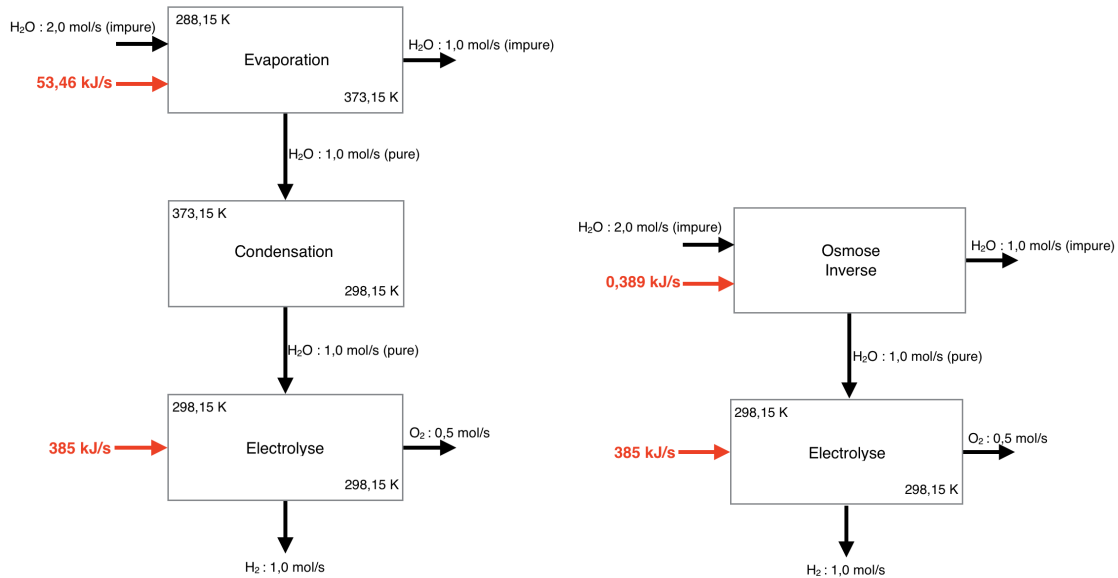 H₂O : 2,0 mol/s (impure)
288,15 K
H₂O : 1,0 mol/s (impure)
Evaporation
53,46 kJ/s
373,15 K
H₂O : 1,0 mol/s (pure)
373,15 K
Condensation
298,15 K
H₂O : 1,0 mol/s (pure)
298,15 K
O₂ : 0,5 mol/s
385 kJ/s
Electrolyse
298,15 K
H₂ : 1,0 mol/s
H₂O : 2,0 mol/s (impure)
H₂O : 1,0 mol/s (impure)
Osmose
Inverse
0,389 kJ/s
H₂O : 1,0 mol/s (pure)
298,15 K
O₂ : 0,5 mol/s
385 kJ/s
Electrolyse
298,15 K
H₂ : 1,0 mol/s